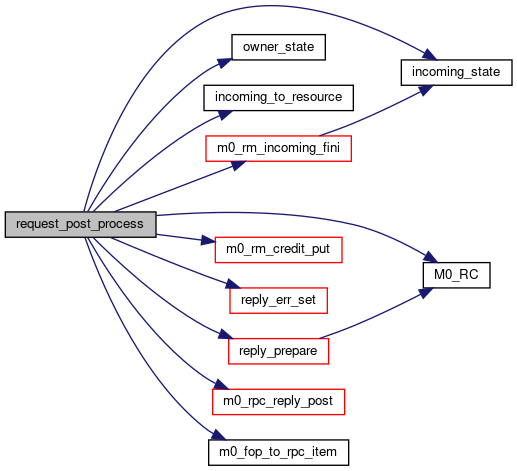 owner_state
incoming_state
incoming_to_resource
m0_rm_incoming_fini
request_post_process
m0_rm_credit_put
M0_RC
reply_err_set
reply_prepare
m0_rpc_reply_post
m0_fop_to_rpc_item